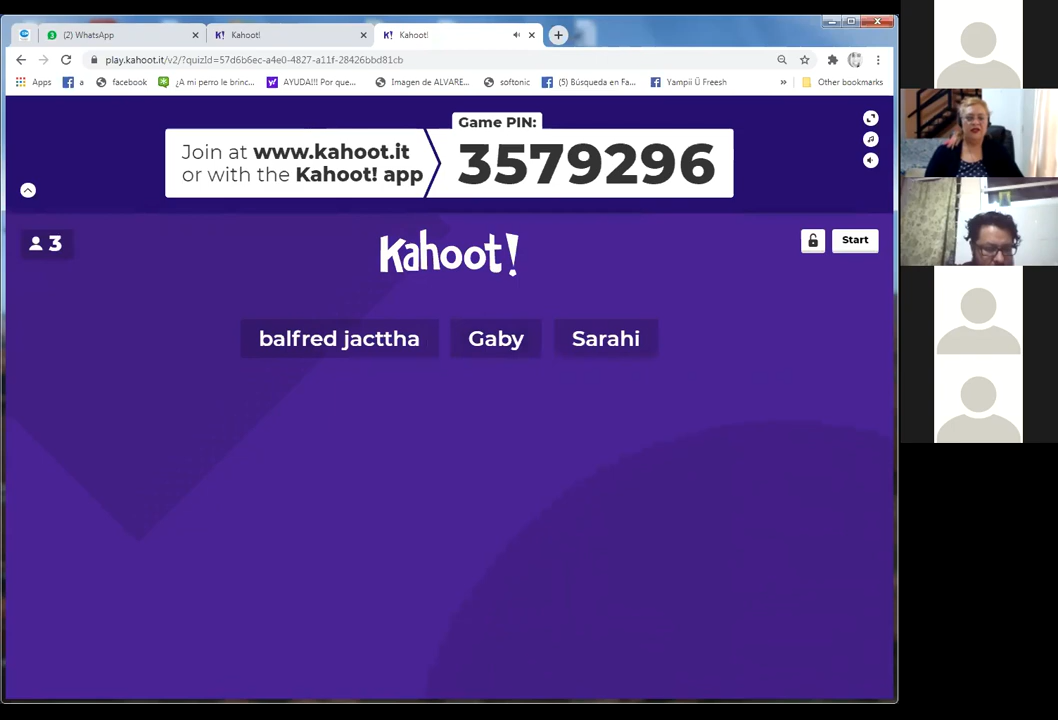 (2) WhatsApp
Kahoot!
Kahoot!
play.kahoot.it/v2/?quizId=57d6b6ec-a4e0-4827-a11f-28426bbd81cb
Apps
a
facebook
¿A mi perro le brinc...
AYUDA!!! Por que...
Imagen de ALVARE...
softonic
(5) Búsqueda en Fa...
Yampii Ü Freesh
»
Other bookmarks
Game PIN:
Join at www.kahoot.it
or with the Kahoot! app
3579296
3
Kahoot!
Start
balfred jacttha
Gaby
Sarahi